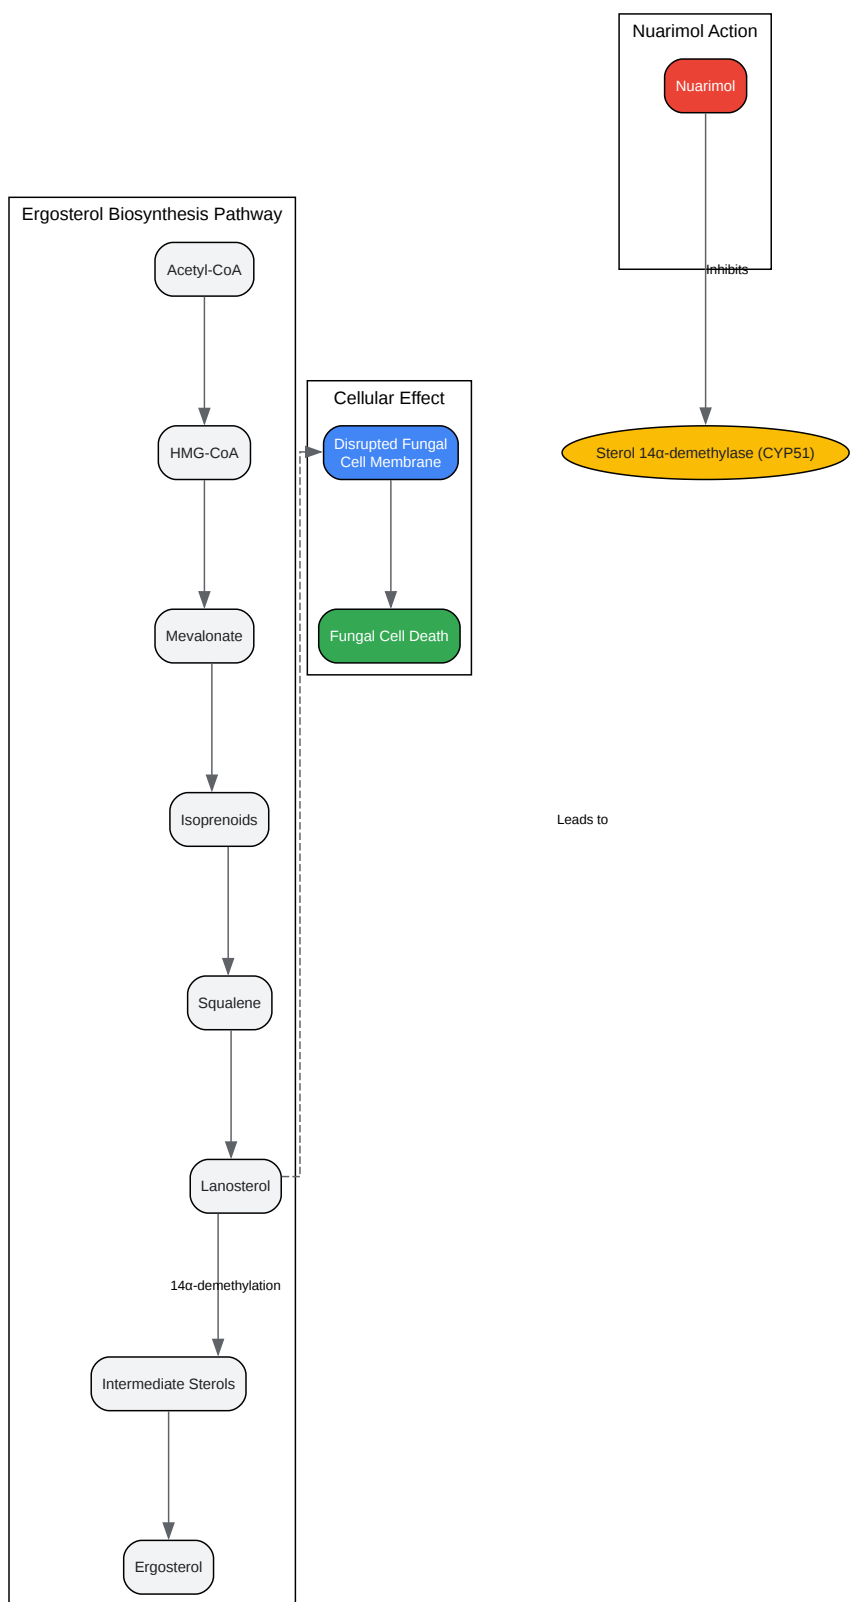 Nuarimol Action
Nuarimol
Inhibits
Sterol 14α-demethylase (CYP51)
Ergosterol Biosynthesis Pathway
Acetyl-CoA
HMG-CoA
Mevalonate
Isoprenoids
Squalene
Lanosterol
14α-demethylation
Intermediate Sterols
Ergosterol
Cellular Effect
Disrupted Fungal
Cell Membrane
Fungal Cell Death
Leads to